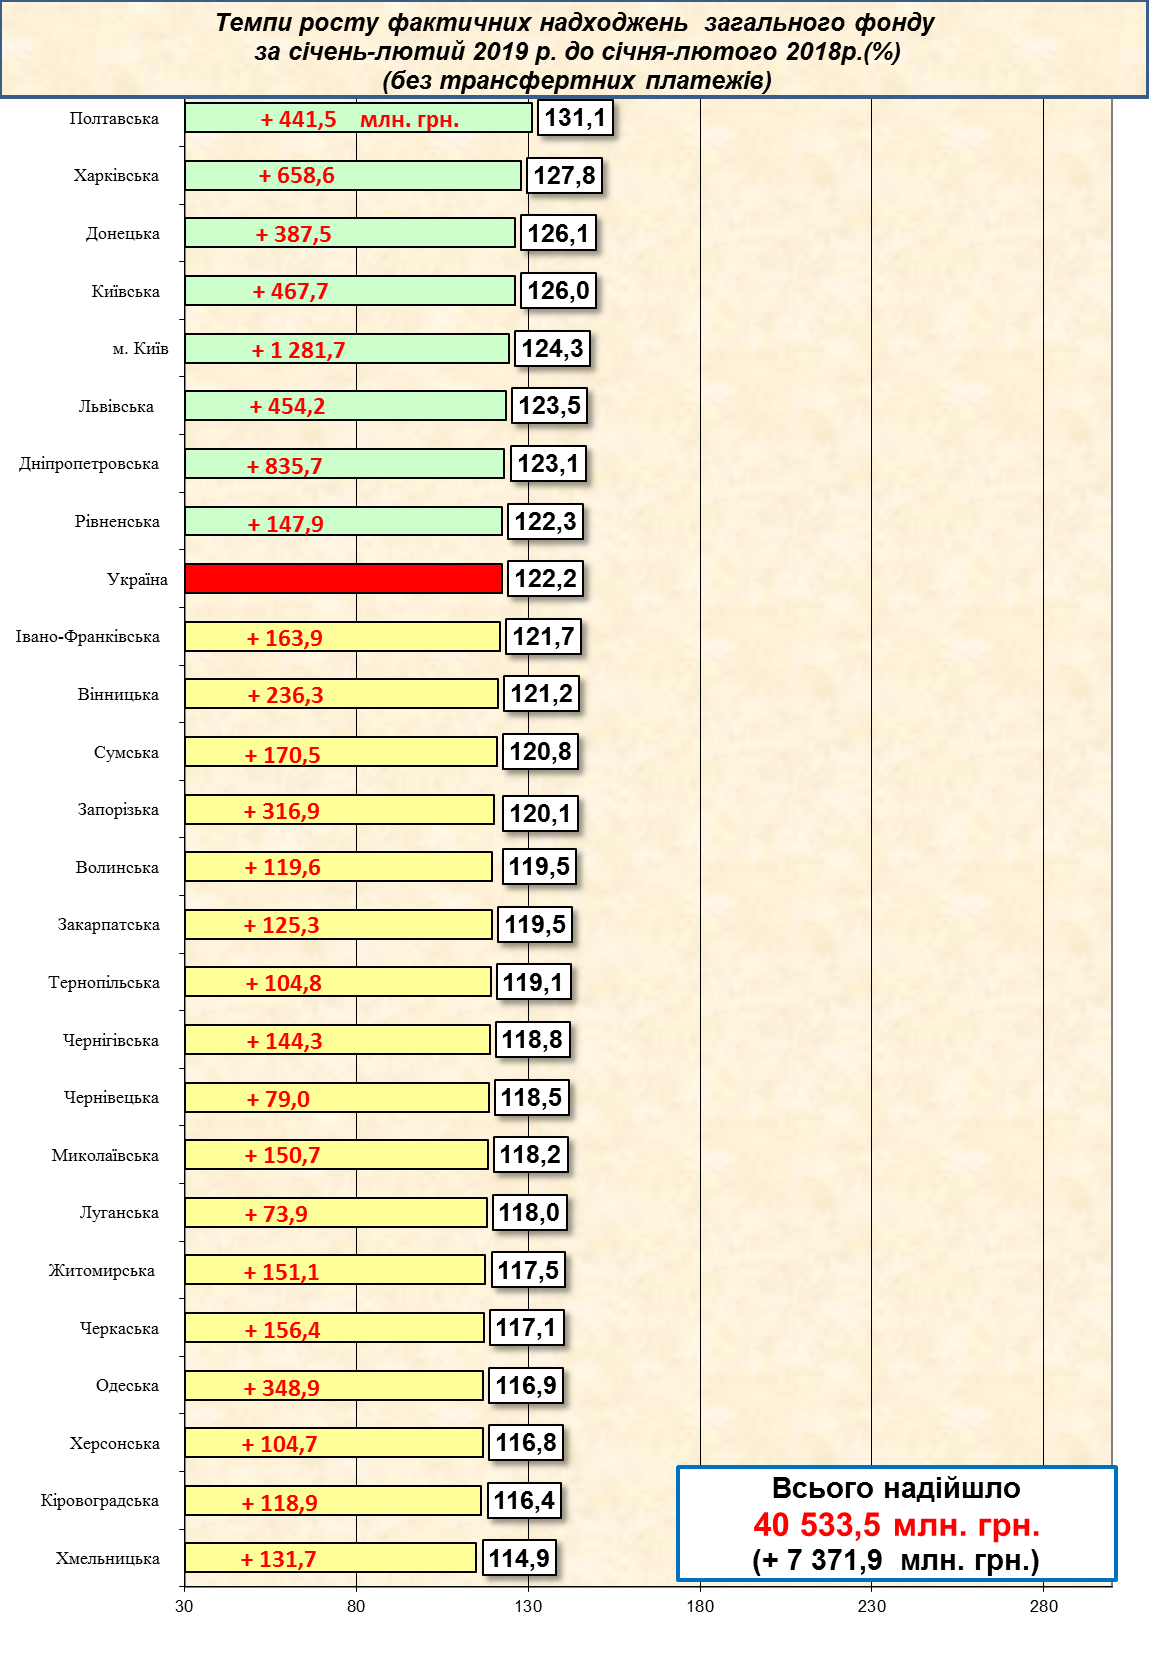 Темпи росту фактичних надходжень загального фонду
за січень-лютий 2019 р. до січня-лютого 2018р.(%)
(без трансфертних платежів)
Полтавська + 441,5 млн. грн. 131,1
Харківська + 658,6 127,8
Донецька + 387,5 126,1
Київська + 467,7 126,0
м. Київ + 1 281,7 124,3
Львівська + 454,2 123,5
Дніпропетровська + 835,7 123,1
Рівненська + 147,9 122,3
Україна 122,2
Івано-Франківська + 163,9 121,7
Вінницька + 236,3 121,2
Сумська + 170,5 120,8
Запорізька + 316,9 120,1
Волинська + 119,6 119,5
Закарпатська + 125,3 119,5
Тернопільська + 104,8 119,1
Чернігівська + 144,3 118,8
Чернівецька + 79,0 118,5
Миколаївська + 150,7 118,2
Луганська + 73,9 118,0
Житомирська + 151,1 117,5
Черкаська + 156,4 117,1
Одеська + 348,9 116,9
Херсонська + 104,7 116,8
Кіровоградська + 118,9 116,4
Хмельницька + 131,7 114,9
Всього надійшло
40 533,5 млн. грн.
(+ 7 371,9 млн. грн.)
30 80 130 180 230 280